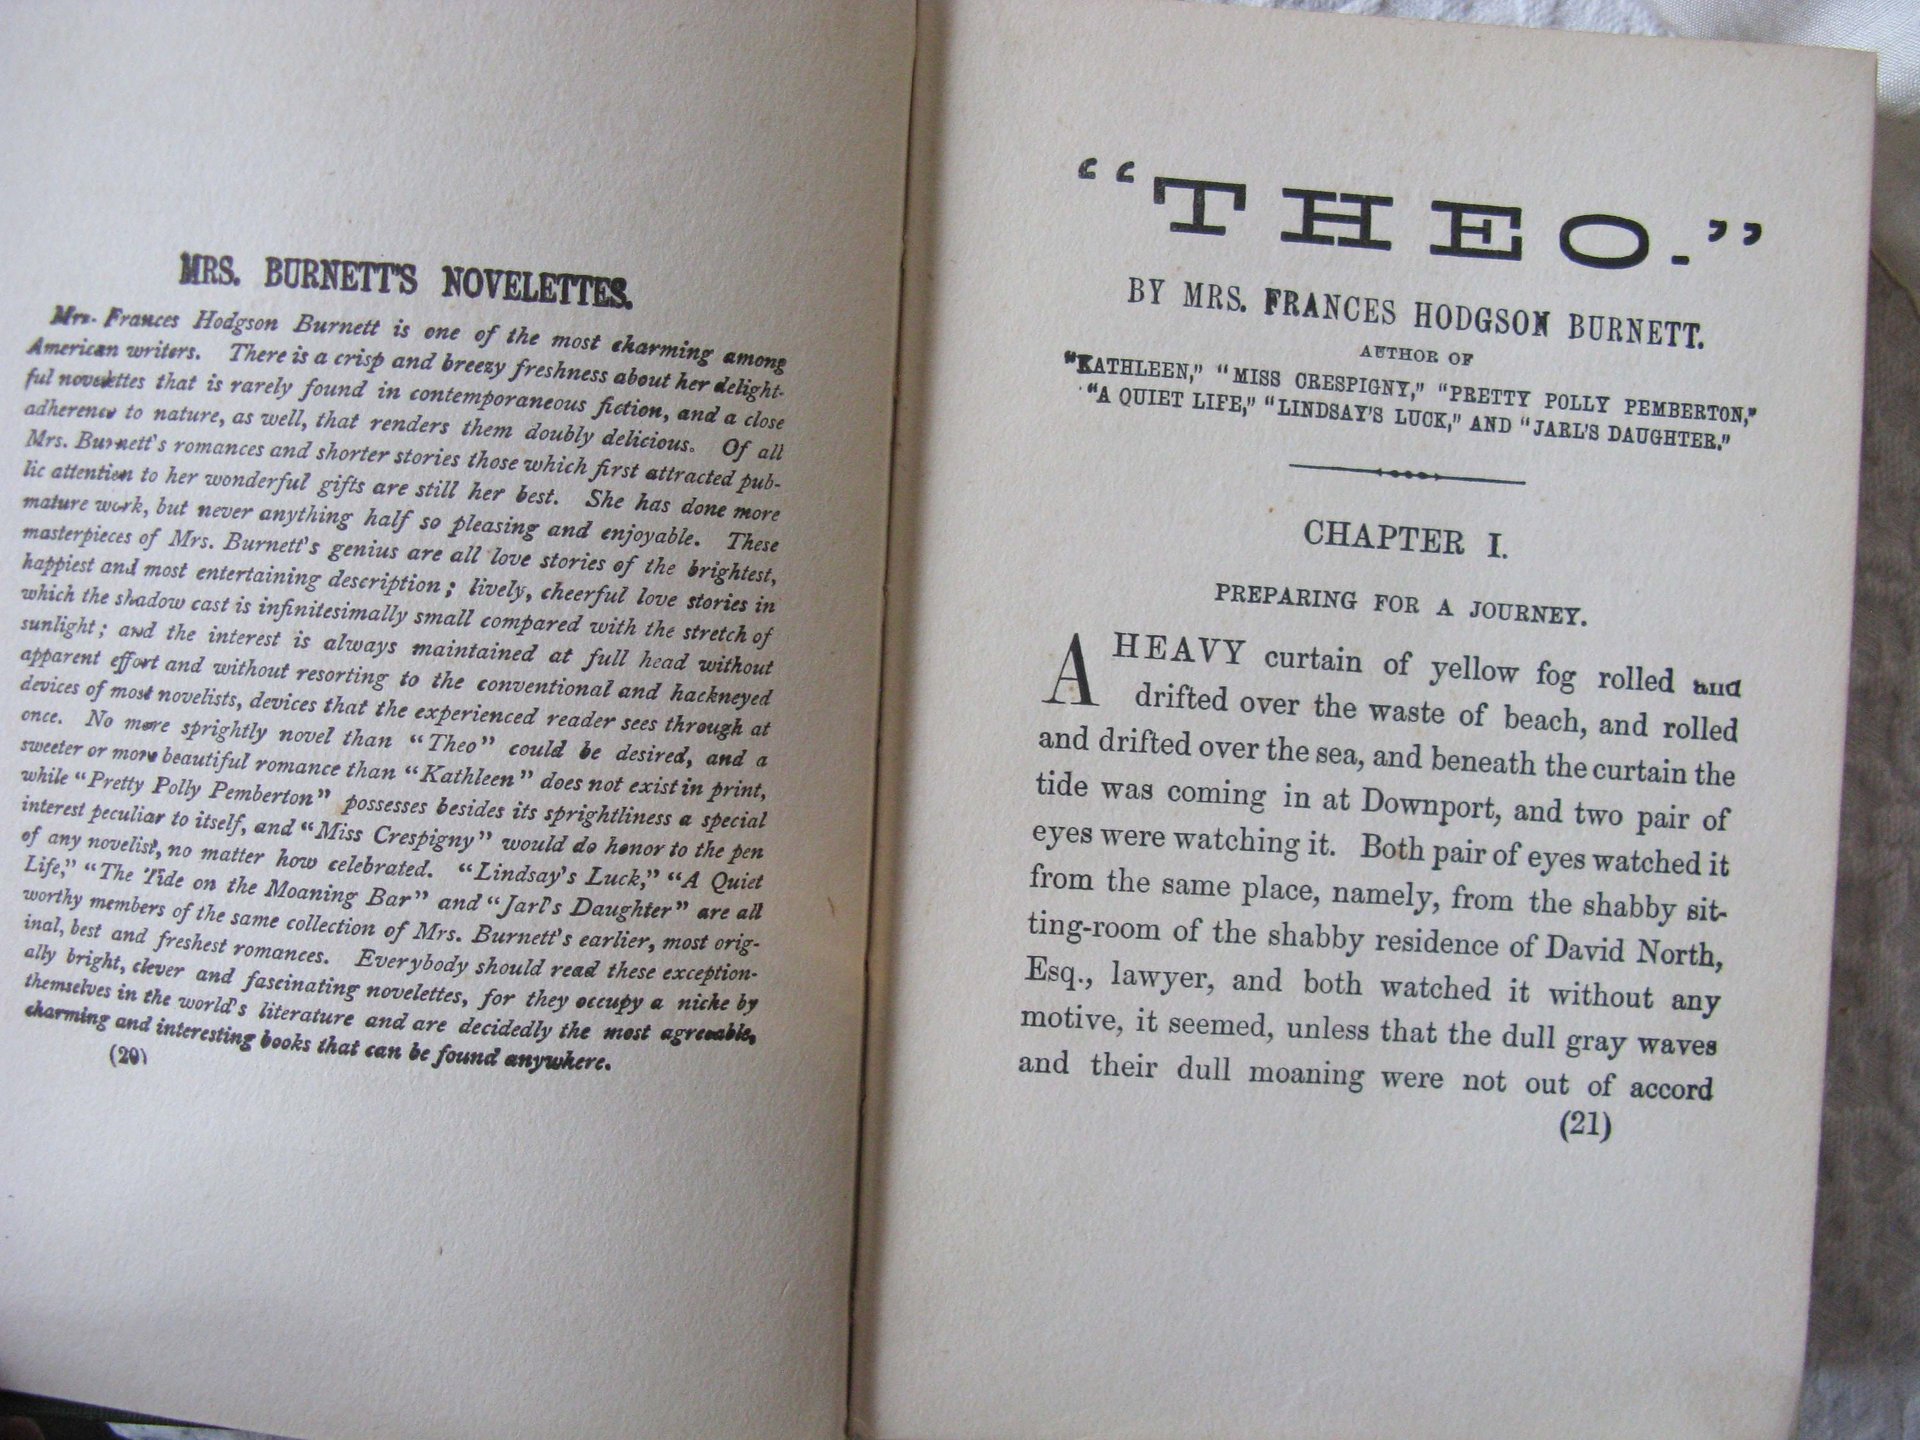 MRS. BURNETT'S NOVELETTES.
Mrs. Frances Hodgson Burnett is one of the most charming among
American writers. There is a crisp and breezy freshness about her delight-
ful novelettes that is rarely found in contemporaneous fiction, and a close
adherence to nature, as well, that renders them doubly delicious. Of all
Mrs. Burnett's romances and shorter stories those which first attracted pub-
lic attention to her wonderful gifts are still her best. She has done more
mature work, but never anything half so pleasing and enjoyable. These
masterpieces of Mrs. Burnett's genius are all love stories of the brightest,
happiest and most entertaining description; lively, cheerful love stories in
which the shadow cast is infinitesimally small compared with the stretch of
sunlight; and the interest is always maintained at full head without
apparent effort and without resorting to the conventional and hackneyed
devices of most novelists, devices that the experienced reader sees through at
once. No more sprightly novel than "Theo" could be desired, and a
sweeter or more beautiful romance than "Kathleen" does not exist in print,
while "Pretty Polly Pemberton" possesses besides its sprightliness a special
interest peculiar to itself, and "Miss Crespigny" would do honor to the pen
of any novelist, no matter how celebrated. "Lindsay's Luck," "A Quiet
Life," "The Tide on the Moaning Bar" and "Jarl's Daughter" are all
worthy members of the same collection of Mrs. Burnett's earlier, most orig-
inal, best and freshest romances. Everybody should read these exception-
ally bright, clever and fascinating novelettes, for they occupy a niche by
themselves in the world's literature and are decidedly the most agreeable,
charming and interesting books that can be found anywhere.
(20)
"THEO."
BY MRS. FRANCES HODGSON BURNETT.
AUTHOR OF
"KATHLEEN," "MISS CRESPIGNY," "PRETTY POLLY PEMBERTON,"
"A QUIET LIFE," "LINDSAY'S LUCK," AND "JARL'S DAUGHTER."
CHAPTER I.
PREPARING FOR A JOURNEY.
A HEAVY curtain of yellow fog rolled and
drifted over the waste of beach, and rolled
and drifted over the sea, and beneath the curtain the
tide was coming in at Downport, and two pair of
eyes were watching it. Both pair of eyes watched it
from the same place, namely, from the shabby sit-
ting-room of the shabby residence of David North,
Esq., lawyer, and both watched it without any
motive, it seemed, unless that the dull gray waves
and their dull moaning were not out of accord
(21)